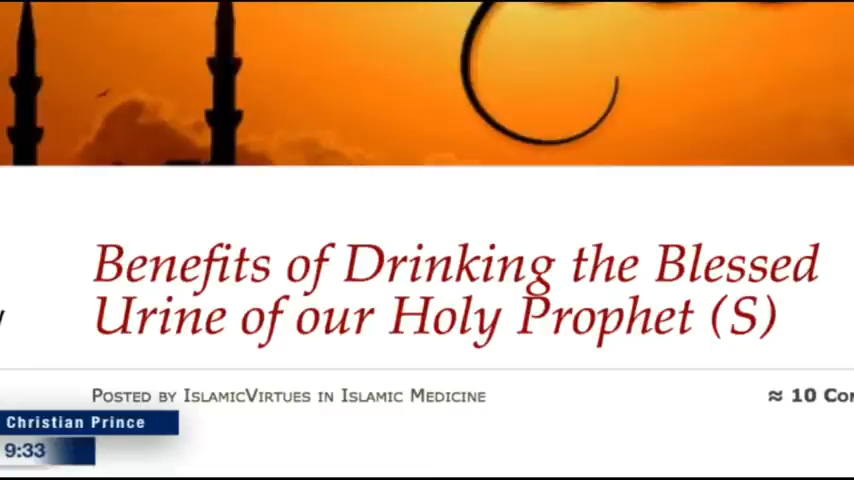 Benefits of Drinking the Blessed
Urine of our Holy Prophet (S)
Posted by IslamicVirtues in Islamic Medicine
≈ 10
Christian Prince
9:33